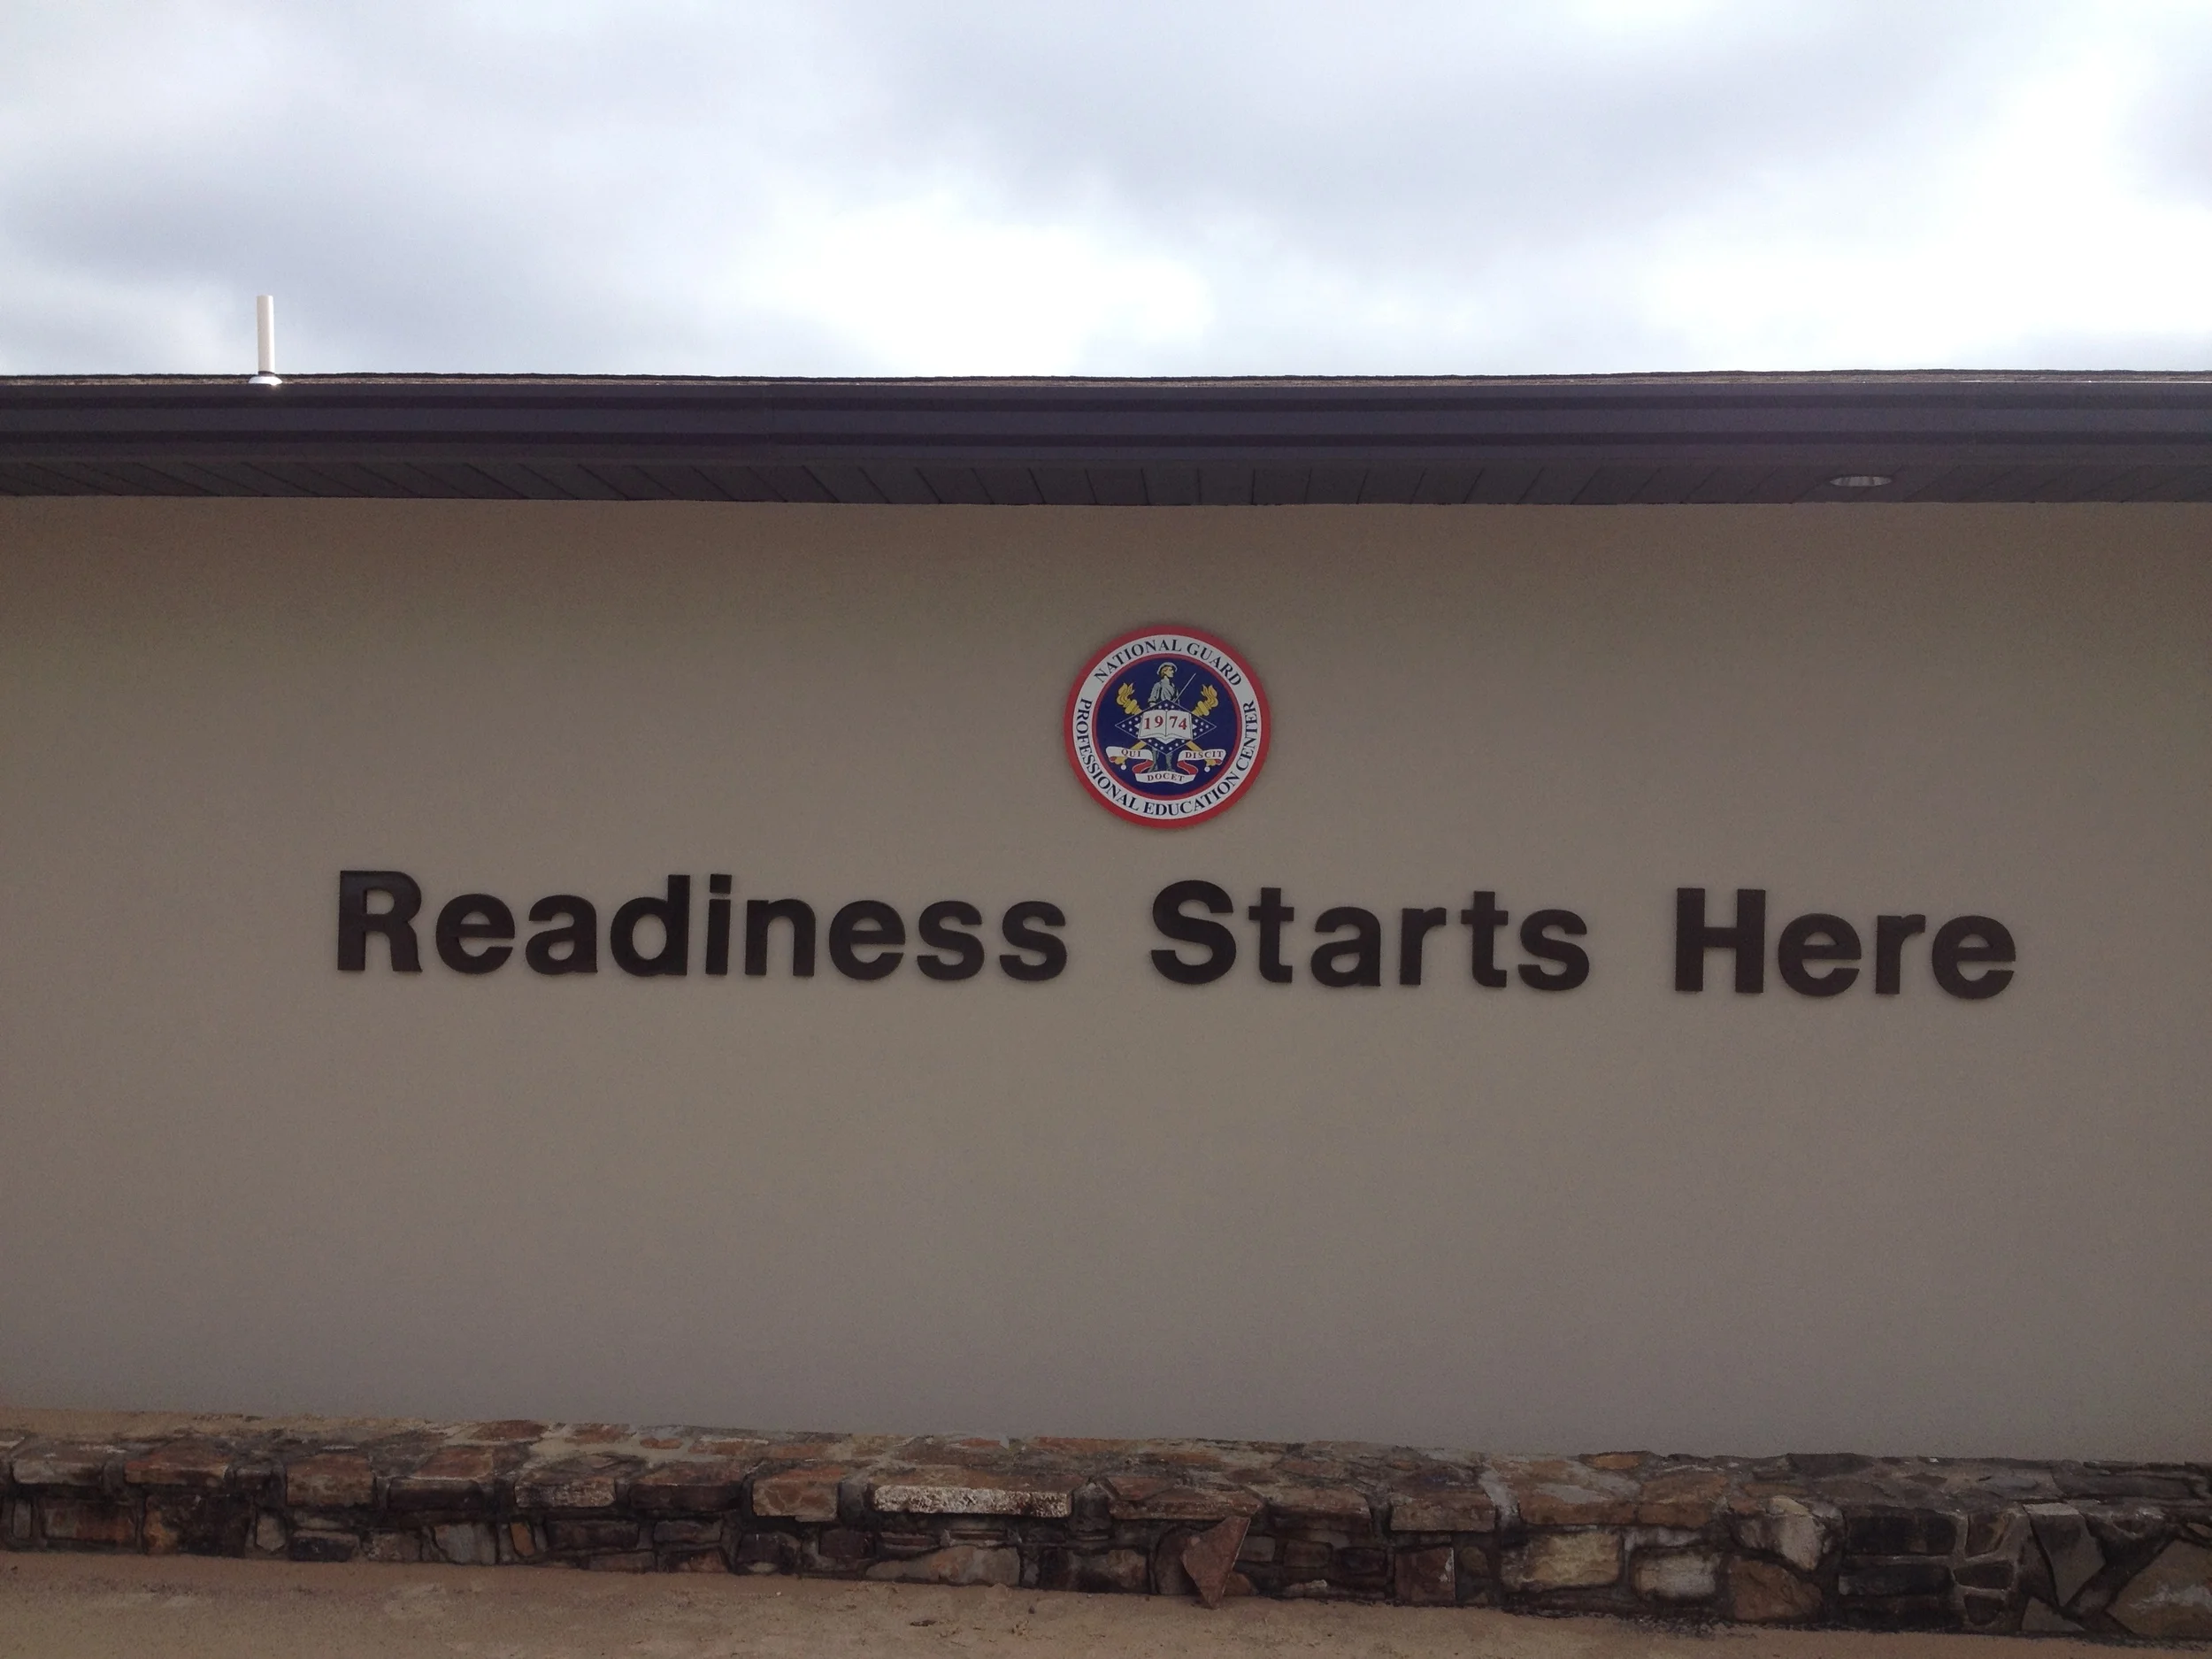 NATIONAL GUARD
PROFESSIONAL EDUCATION CENTER
1974
QUI DOCET DISCIT
Readiness Starts Here